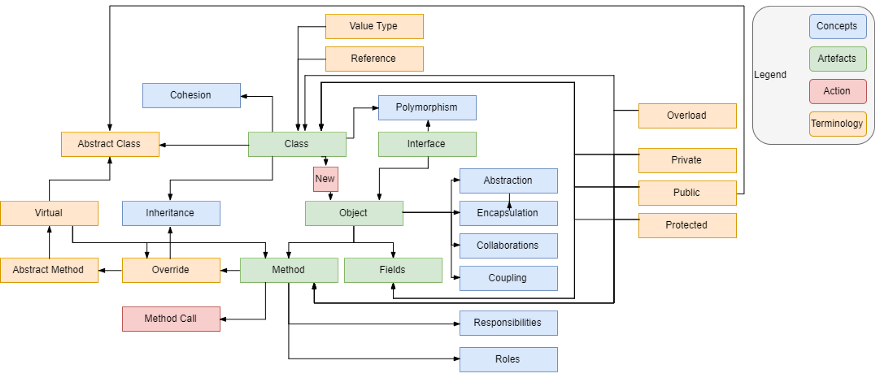 Value Type
Concepts
Reference
Artefacts
Legend
Cohesion
Polymorphism
Action
Overload
Terminology
Abstract Class
Class
Interface
Private
New
Abstraction
Public
Virtual
Inheritance
Object
Encapsulation
Protected
Collaborations
Abstract Method
Override
Method
Fields
Coupling
Method Call
Responsibilities
Roles